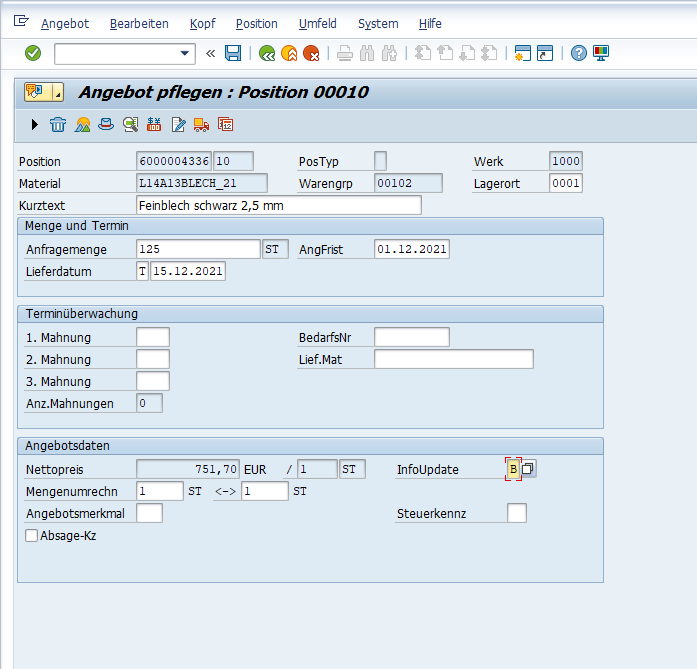 Angebot Bearbeiten Kopf Position Umfeld System Hilfe
Angebot pflegen : Position 00010
Position 6000004336 10 PosTyp Werk 1000
Material L14A13BLECH_21 Warengrp 00102 Lagerort 0001
Kurztext Feinblech schwarz 2,5 mm
Menge und Termin
Anfragemenge 125 ST AngFrist 01.12.2021
Lieferdatum T 15.12.2021
Terminüberwachung
1. Mahnung BedarfsNr
2. Mahnung Lief.Mat
3. Mahnung
Anz.Mahnungen 0
Angebotsdaten
Nettopreis 751,70 EUR / 1 ST InfoUpdate B
Mengenumrechn 1 ST <-> 1 ST
Angebotsmerkmal Steuerkennz
Absage-Kz